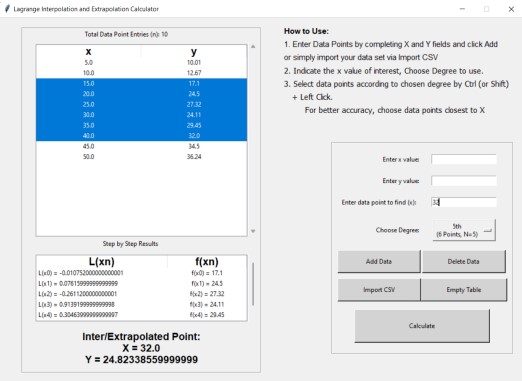 Lagrange Interpolation and Extrapolation Calculator
Total Data Point Entries (n): 10
x y
5.0 10.01
10.0 12.67
15.0 17.1
20.0 24.5
25.0 27.32
30.0 24.11
35.0 29.45
40.0 32.0
45.0 34.5
50.0 36.24
Step by Step Results
L(xn) f(xn)
L(x0) = -0.010752000000000001 f(x0) = 17.1
L(x1) = 0.07615999999999999 f(x1) = 24.5
L(x2) = -0.2611200000000001 f(x2) = 27.32
L(x3) = 0.9139199999999998 f(x3) = 24.11
L(x4) = 0.30463999999999997 f(x4) = 29.45
Inter/Extrapolated Point:
X = 32.0
Y = 24.82338559999999
How to Use:
1. Enter Data Points by completing X and Y fields and click Add
or simply import your data set via Import CSV
2. Indicate the x value of interest, Choose Degree to use.
3. Select data points according to chosen degree by Ctrl (or Shift)
+ Left Click.
For better accuracy, choose data points closest to X
Enter x value:
Enter y value:
Enter data point to find (x): 32
Choose Degree: 5th
(6 Points, N=5)
Add Data Delete Data
Import CSV Empty Table
Calculate